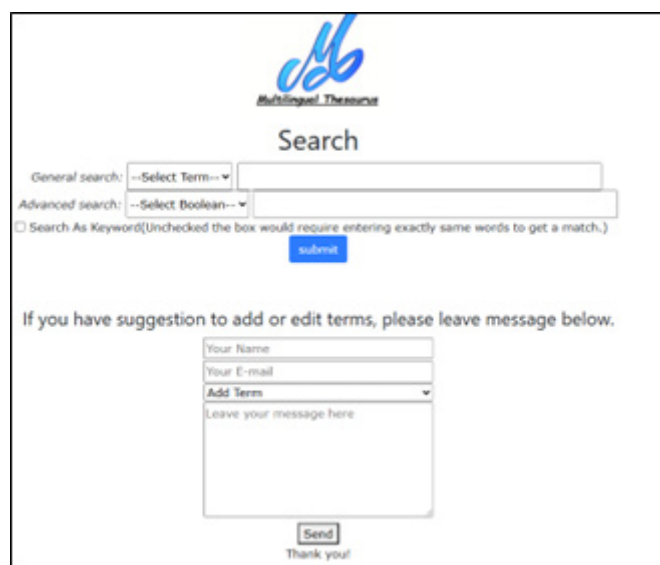 Multilingual Thesaurus
Search
General search: --Select Term--
Advanced search: --Select Boolean--
Search As Keyword(Unchecked the box would require entering exactly same words to get a match.)
submit
If you have suggestion to add or edit terms, please leave message below.
Your Name
Your E-mail
Add Term
Leave your message here
Send
Thank you!